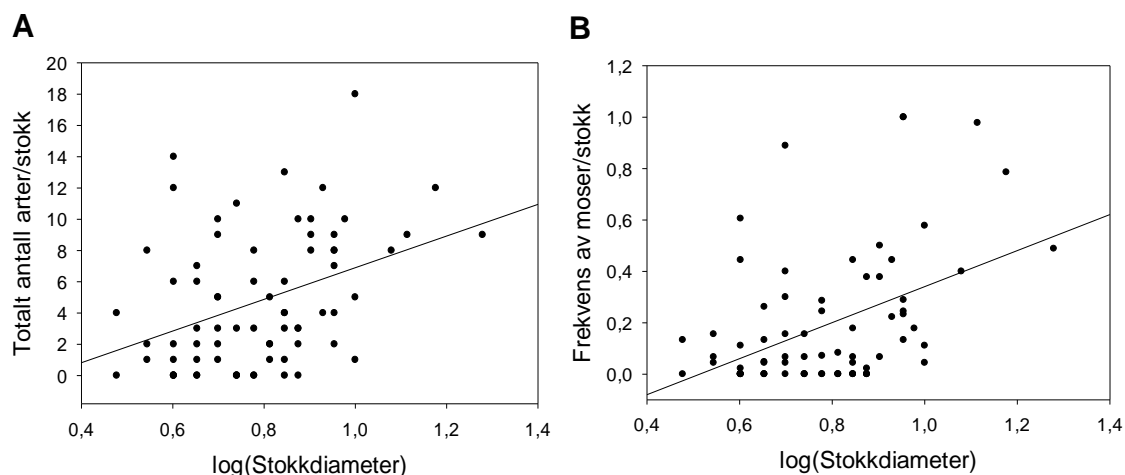 A
Totalt antall arter/stokk
20
18
16
14
12
10
8
6
4
2
0
0,4 0,6 0,8 1,0 1,2 1,4
log(Stokkdiameter)
B
Frekvens av moser/stokk
1,2
1,0
0,8
0,6
0,4
0,2
0,0
0,4 0,6 0,8 1,0 1,2 1,4
log(Stokkdiameter)